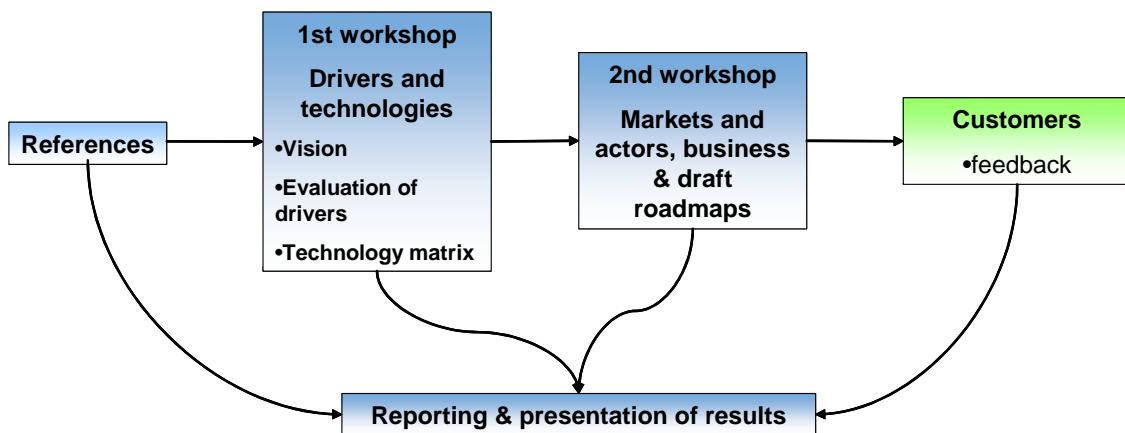 References
1st workshop
Drivers and
technologies
•Vision
•Evaluation of
drivers
•Technology matrix
2nd workshop
Markets and
actors, business
& draft
roadmaps
Customers
•feedback
Reporting & presentation of results